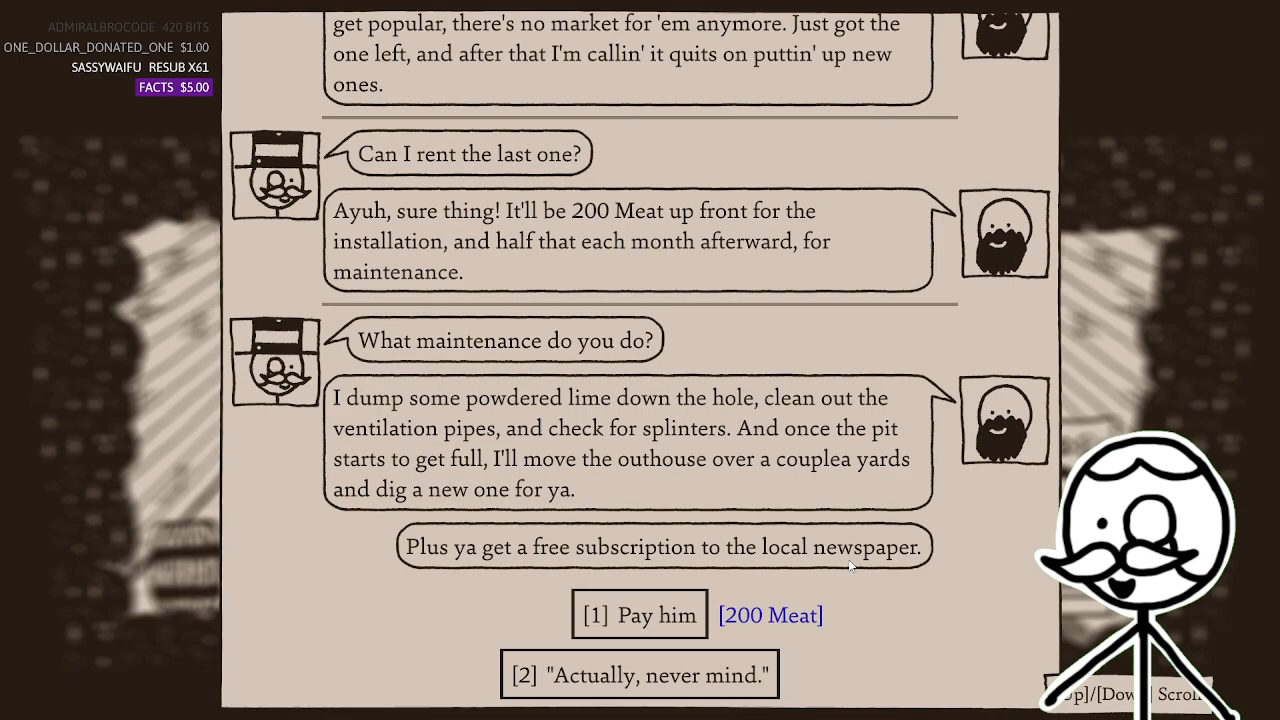 ADMIRALBROCODE 420 BITS
ONE_DOLLAR_DONATED_ONE $1.00
SASSYWAIFU RESUB X61
FACTS $5.00
get popular, there's no market for 'em anymore. Just got the
one left, and after that I'm callin' it quits on puttin' up new
ones.
Can I rent the last one?
Ayuh, sure thing! It'll be 200 Meat up front for the
installation, and half that each month afterward, for
maintenance.
What maintenance do you do?
I dump some powdered lime down the hole, clean out the
ventilation pipes, and check for splinters. And once the pit
starts to get full, I'll move the outhouse over a couplea yards
and dig a new one for ya.
Plus ya get a free subscription to the local newspaper.
[1] Pay him [200 Meat]
[2] "Actually, never mind."